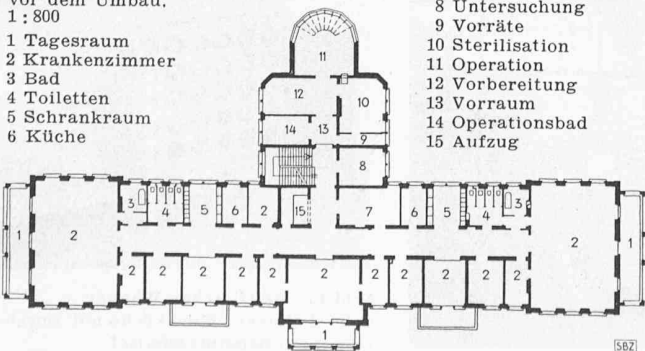 vor dem Umbau.
1 : 800
1 Tagesraum
2 Krankenzimmer
3 Bad
4 Toiletten
5 Schrankraum
6 Küche
8 Untersuchung
9 Vorräte
10 Sterilisation
11 Operation
12 Vorbereitung
13 Vorraum
14 Operationsbad
15 Aufzug
11
12 10
14 13
9
8
3 3
4 5 6 2 15 7 6 5 4
1 2 2 1
2 2 2 2 2 2 2 2 2 2 2
1
SBZ